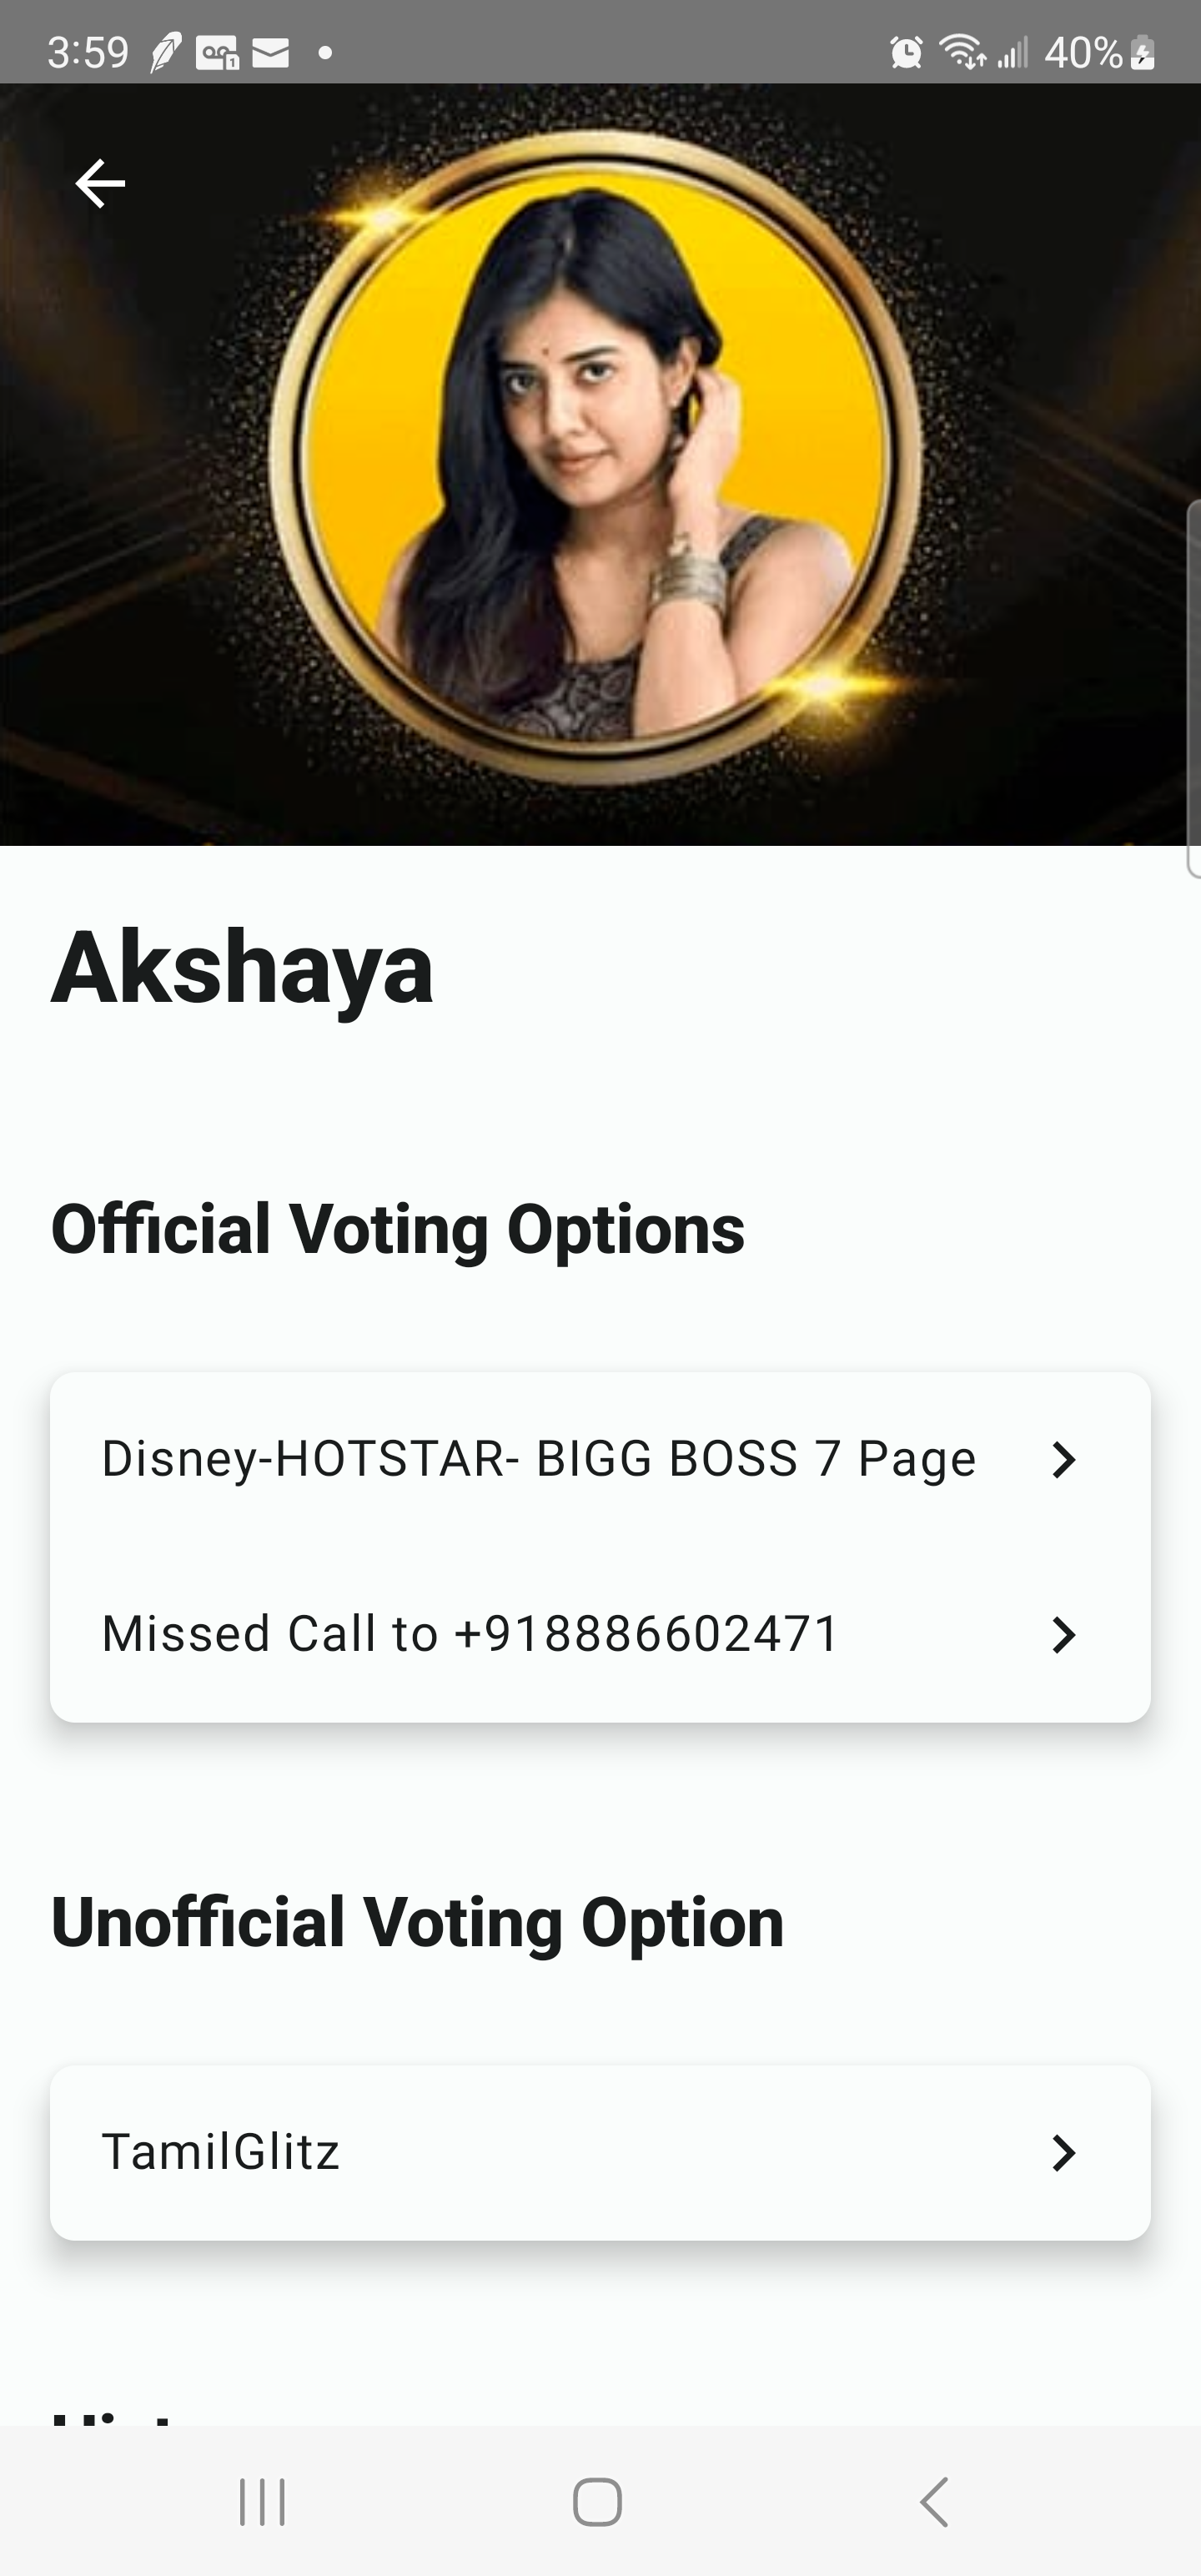 3:59
1
40%
Akshaya
Official Voting Options
Disney-HOTSTAR- BIGG BOSS 7 Page
Missed Call to +918886602471
Unofficial Voting Option
TamilGlitz